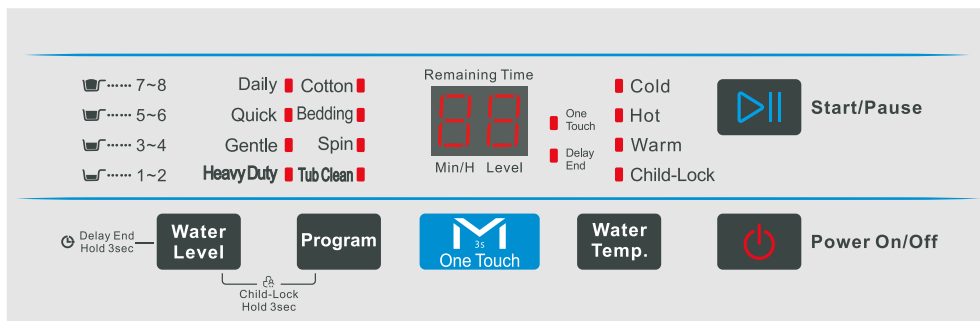 7~8 Daily Cotton
5~6 Quick Bedding
3~4 Gentle Spin
1~2 Heavy Duty Tub Clean
Remaining Time
88
Min/H Level
One
Touch
Delay
End
Cold
Hot
Warm
Child-Lock
Start/Pause
Delay End
Hold 3sec
Water
Level
Program
3s
One Touch
Water
Temp.
Power On/Off
Child-Lock
Hold 3sec